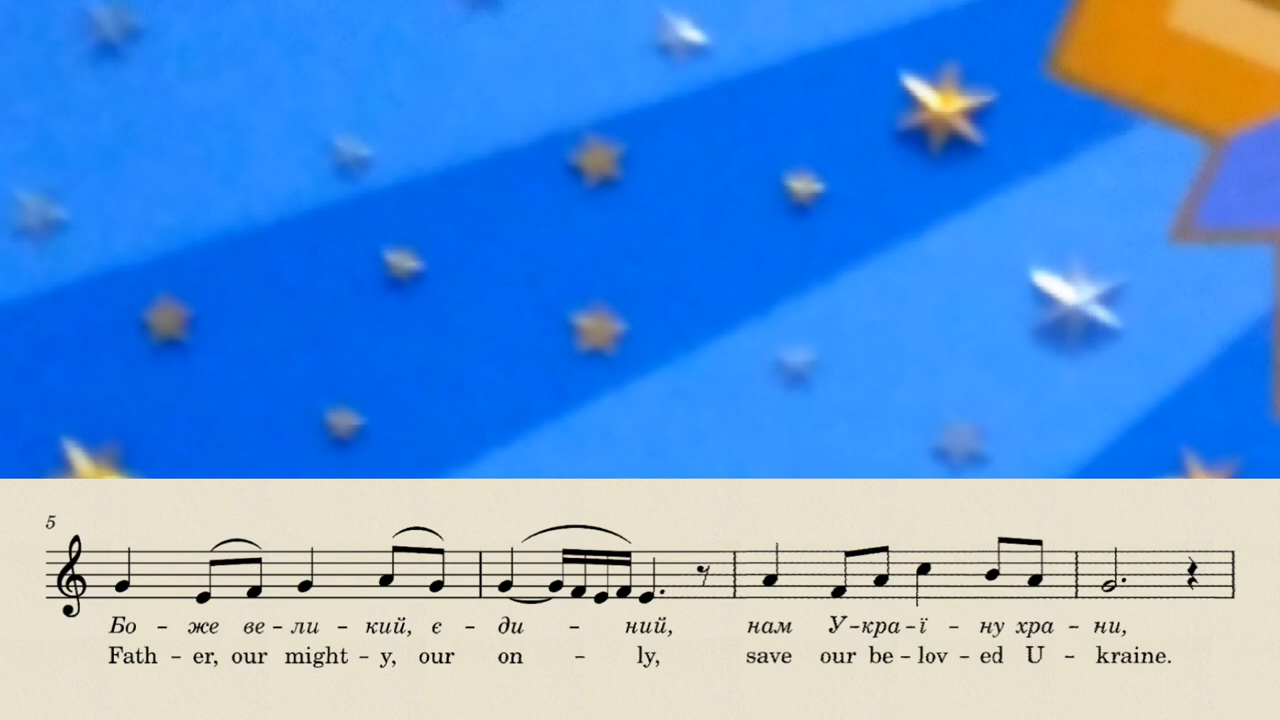 5
Бо – же ве – ли – кий, є – ди – ний, нам У – кра – ї – ну хра – ни,
Fath – er, our might – y, our on – ly, save our be – lov – ed U – kraine.